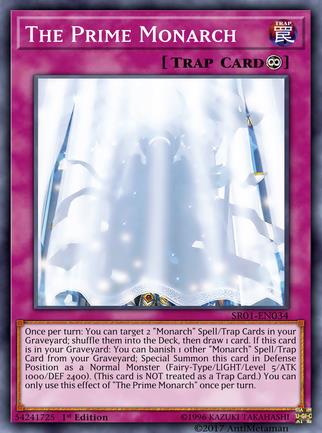 The Prime Monarch
TRAP
罠
[Trap Card∞]
SR01-EN034
Once per turn: You can target 2 "Monarch" Spell/Trap Cards in your
Graveyard; shuffle them into the Deck, then draw 1 card. If this card
is in your Graveyard: You can banish 1 other "Monarch" Spell/Trap
Card from your Graveyard; Special Summon this card in Defense
Position as a Normal Monster (Fairy-Type/LIGHT/Level 5/ATK
1000/DEF 2400). (This card is NOT treated as a Trap Card.) You can
only use this effect of "The Prime Monarch" once per turn.
54241725 1st Edition ©1996 KAZUKI TAKAHASHI
©2017 AntiMetaman